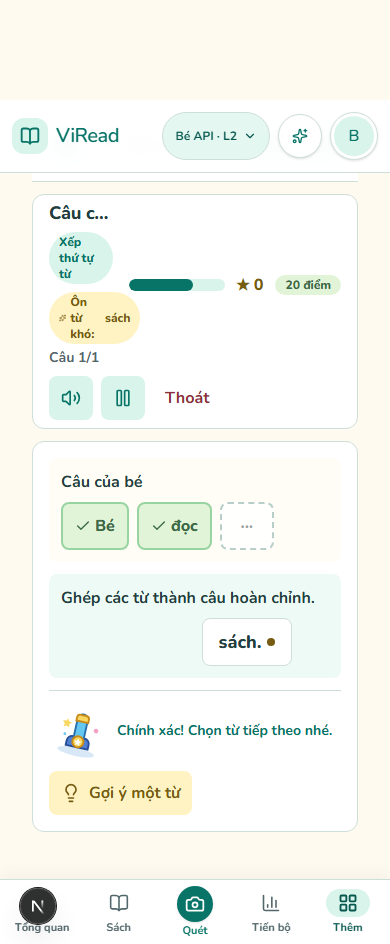 ViRead
Bé API · L2
B
Câu c...
Xếp
thứ tự
từ
Ôn
từ
khó:
sách
★ 0
20 điểm
Câu 1/1
Thoát
Câu của bé
Bé
đọc
...
Ghép các từ thành câu hoàn chỉnh.
sách.
Chính xác! Chọn từ tiếp theo nhé.
Gợi ý một từ
N
Tổng quan
Sách
Quét
Tiến bộ
Thêm